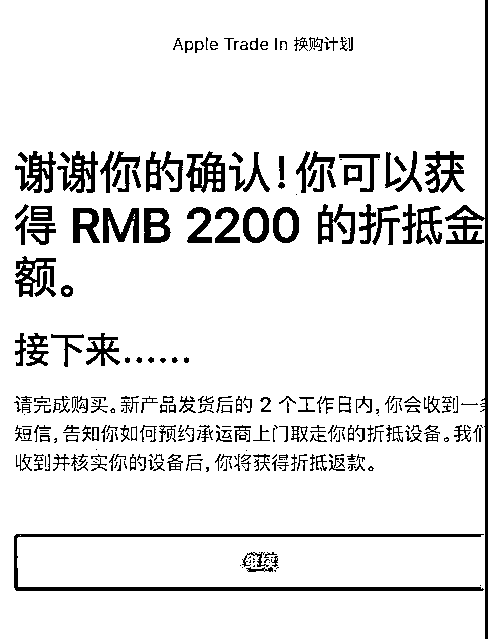 Apple Trade In 换购计划
谢谢你的确认！你可以获
得 RMB 2200 的折抵金
额。
接下来……
请完成购买。新产品发货后的 2 个工作日内，你会收到一条
短信，告知你如何预约承运商上门取走你的折抵设备。我们
收到并核实你的设备后，你将获得折抵返款。
继续